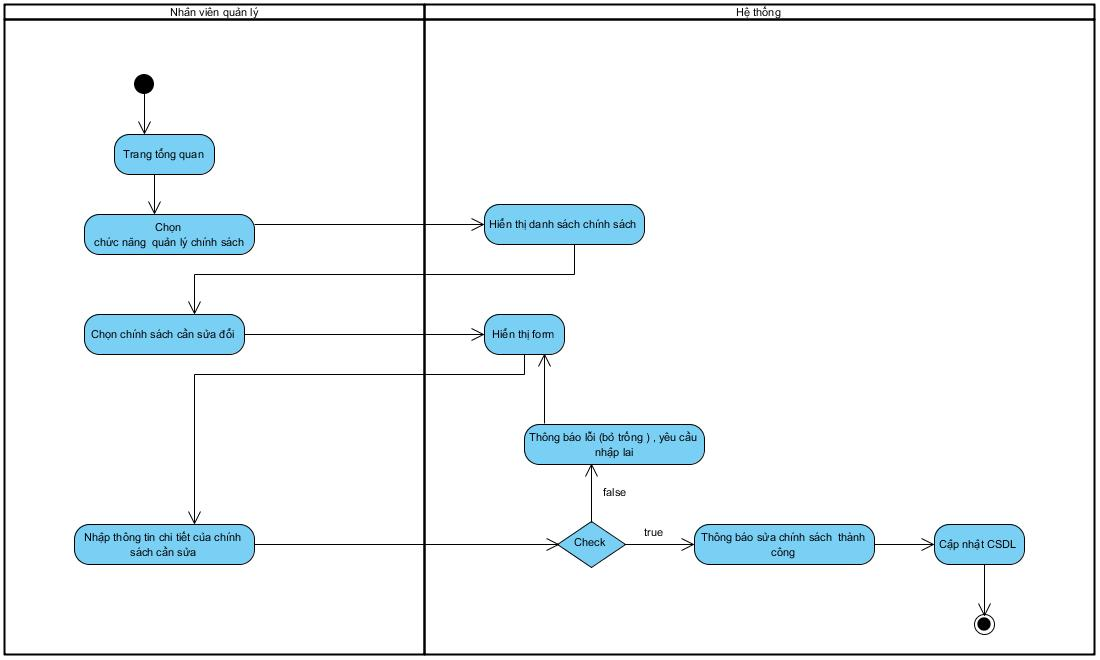 Nhân viên quản lý
Hệ thống
Trang tổng quan
Chọn
chức năng quản lý chính sách
Hiển thị danh sách chính sách
Chọn chính sách cần sửa đổi
Hiển thị form
Thông báo lỗi (bỏ trống ) , yêu cầu
nhập lai
false
Nhập thông tin chi tiết của chính
sách cần sửa
Check
true
Thông báo sửa chính sách thành
công
Cập nhật CSDL